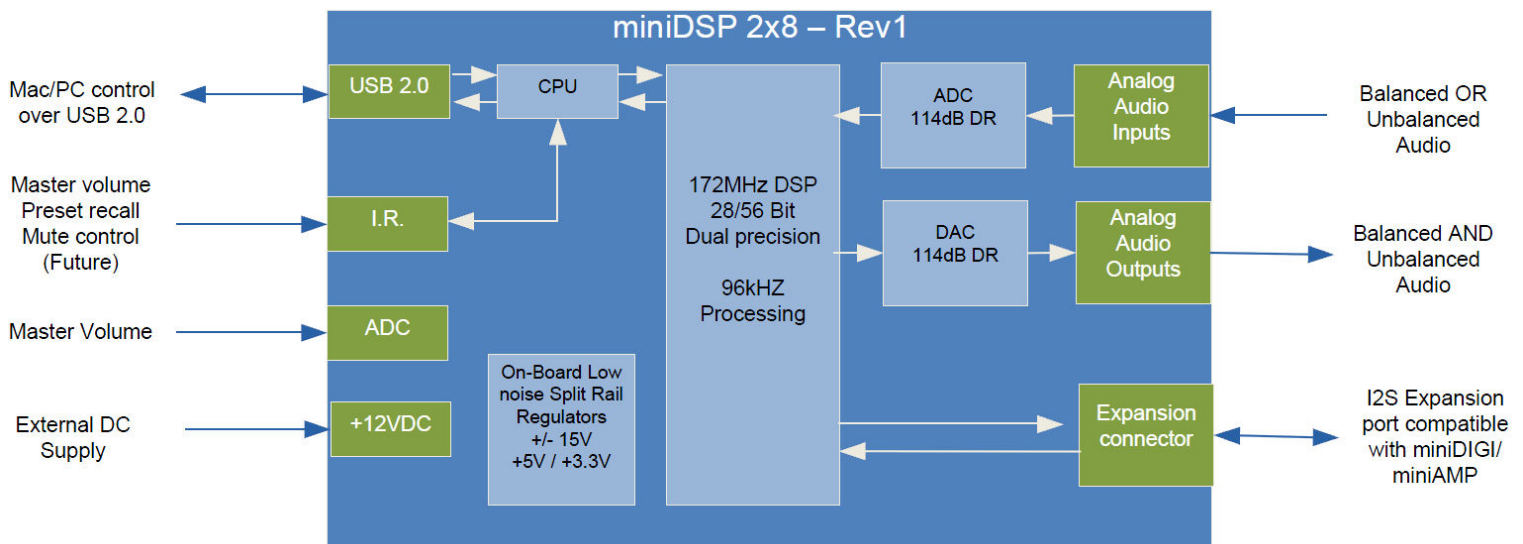 miniDSP 2x8 – Rev1
Mac/PC control
over USB 2.0
USB 2.0
CPU
Master volume
Preset recall
Mute control
(Future)
I.R.
Master Volume
ADC
External DC
Supply
+12VDC
On-Board Low
noise Split Rail
Regulators
+/- 15V
+5V / +3.3V
172MHz DSP
28/56 Bit
Dual precision
96kHZ
Processing
ADC
114dB DR
Analog
Audio
Inputs
Balanced OR
Unbalanced
Audio
DAC
114dB DR
Analog
Audio
Outputs
Balanced AND
Unbalanced
Audio
Expansion
connector
I2S Expansion
port compatible
with miniDIGI/
miniAMP